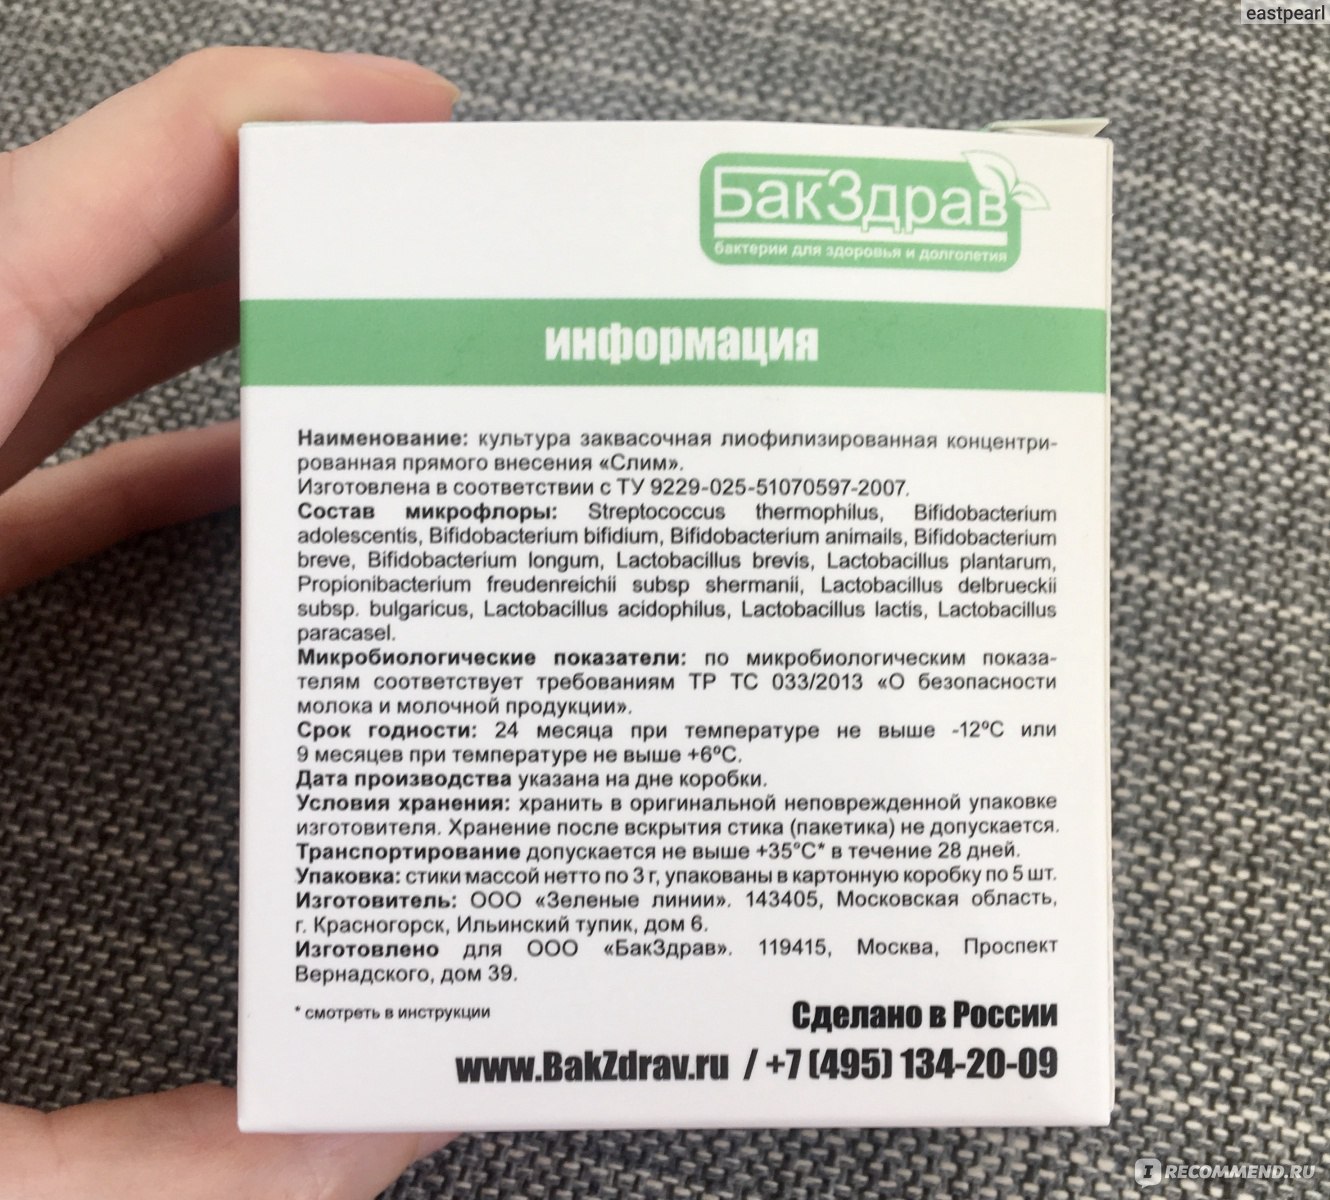 eastpearl
БакЗдрав
бактерии для здоровья и долголетия
информация
Наименование: культура заквасочная лиофилизированная концентри-
рованная прямого внесения «Слим».
Изготовлена в соответствии с ТУ 9229-025-51070597-2007.
Состав микрофлоры: Streptococcus thermophilus, Bifidobacterium
adolescentis, Bifidobacterium bifidium, Bifidobacterium animails, Bifidobacterium
breve, Bifidobacterium longum, Lactobacillus brevis, Lactobacillus plantarum,
Propionibacterium freudenreichii subsp shermanii, Lactobacillus delbrueckii
subsp. bulgaricus, Lactobacillus acidophilus, Lactobacillus lactis, Lactobacillus
paracasel.
Микробиологические показатели: по микробиологическим показа-
телям соответствует требованиям ТР ТС 033/2013 «О безопасности
молока и молочной продукции».
Срок годности: 24 месяца при температуре не выше -12ºС или
9 месяцев при температуре не выше +6ºС.
Дата производства указана на дне коробки.
Условия хранения: хранить в оригинальной неповрежденной упаковке
изготовителя. Хранение после вскрытия стика (пакетика) не допускается.
Транспортирование допускается не выше +35°С* в течение 28 дней.
Упаковка: стики массой нетто по 3 г, упакованы в картонную коробку по 5 шт.
Изготовитель: ООО «Зеленые линии». 143405, Московская область,
г. Красногорск, Ильинский тупик, дом 6.
Изготовлено для ООО «БакЗдрав». 119415, Москва, Проспект
Вернадского, дом 39.
* смотреть в инструкции
Сделано в России
www.BakZdrav.ru / +7 (495) 134-20-09
I RECOMMEND.RU